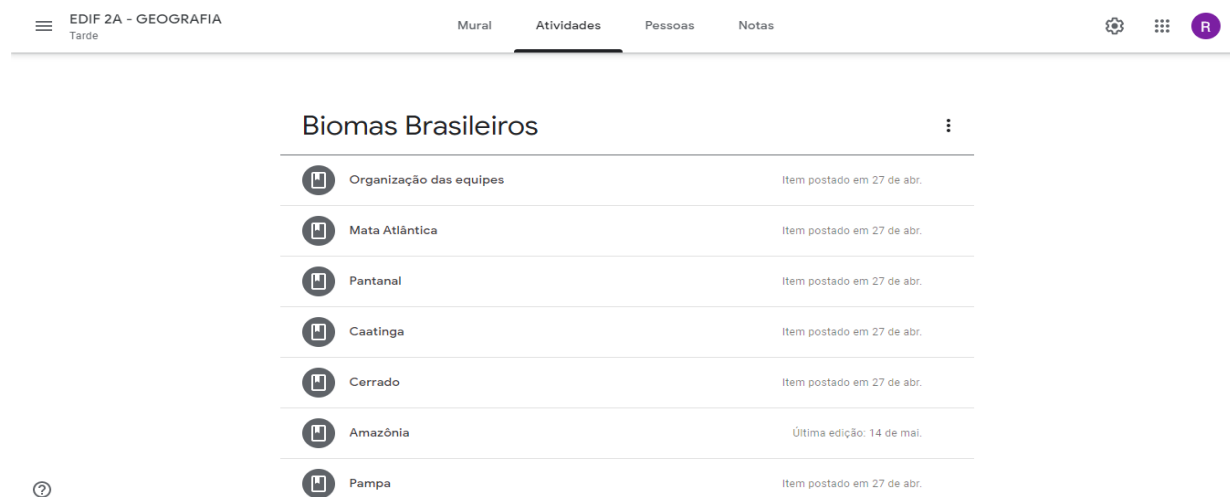 EDIF 2A - GEOGRAFIA
Tarde
Mural Atividades Pessoas Notas
R
Biomas Brasileiros
Organização das equipes Item postado em 27 de abr.
Mata Atlântica Item postado em 27 de abr.
Pantanal Item postado em 27 de abr.
Caatinga Item postado em 27 de abr.
Cerrado Item postado em 27 de abr.
Amazônia Última edição: 14 de mai.
Pampa Item postado em 27 de abr.